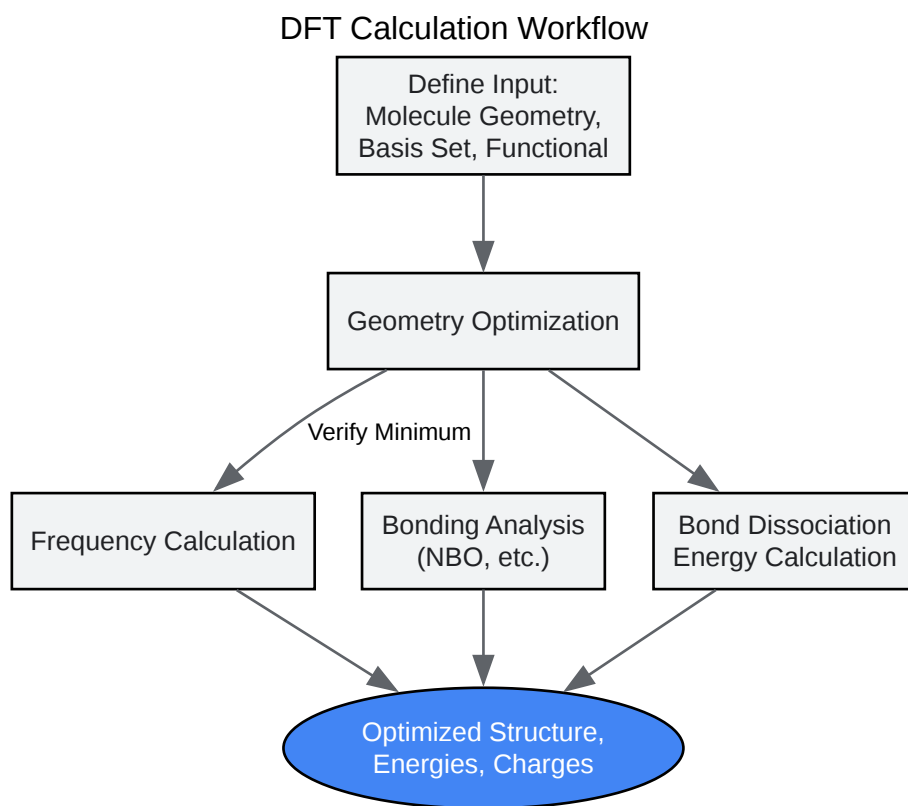 DFT Calculation Workflow
Define Input:
Molecule Geometry,
Basis Set, Functional
Geometry Optimization
Verify Minimum
Frequency Calculation
Bonding Analysis
(NBO, etc.)
Bond Dissociation
Energy Calculation
Optimized Structure,
Energies, Charges